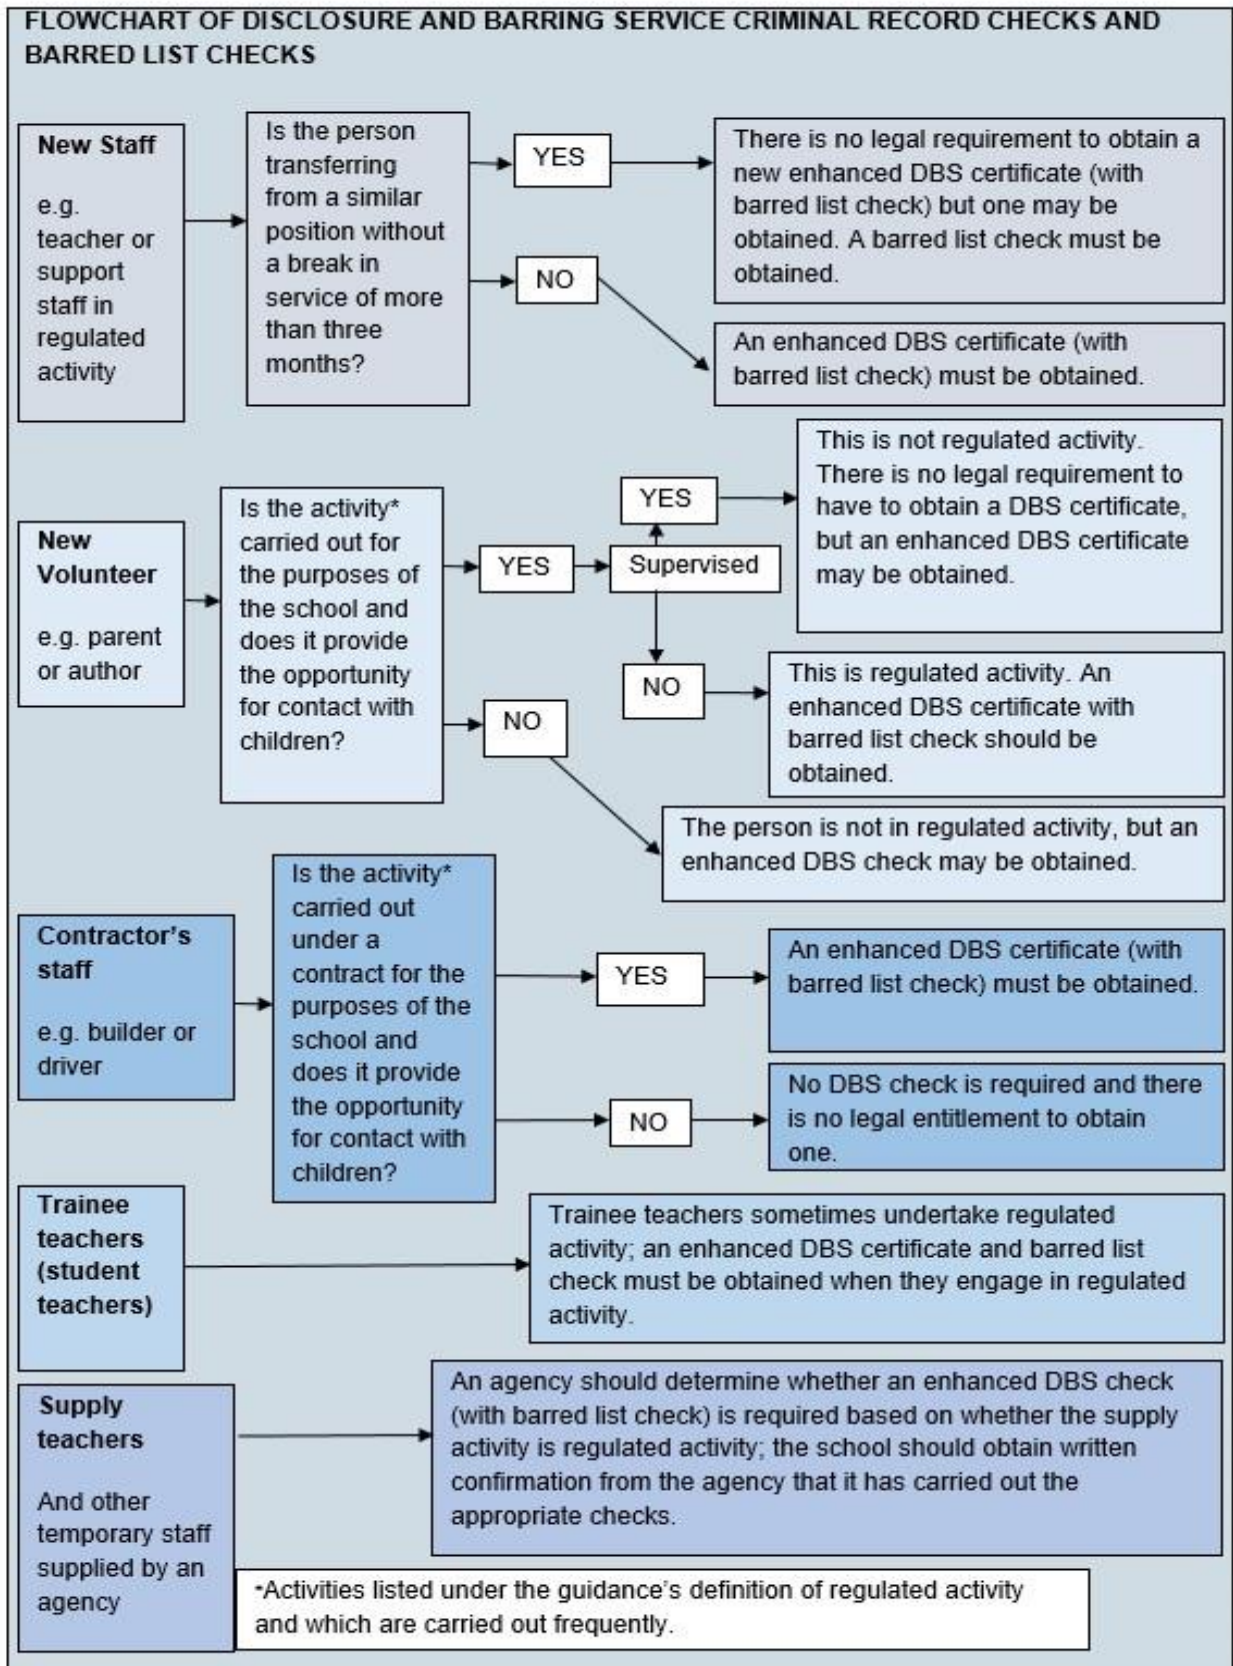 FLOWCHART OF DISCLOSURE AND BARRING SERVICE CRIMINAL RECORD CHECKS AND
BARRED LIST CHECKS
New Staff
e.g.
teacher or
support
staff in
regulated
activity
Is the person
transferring
from a similar
position without
a break in
service of more
than three
months?
YES
There is no legal requirement to obtain a
new enhanced DBS certificate (with
barred list check) but one may be
obtained. A barred list check must be
obtained.
NO
An enhanced DBS certificate (with
barred list check) must be obtained.
New
Volunteer
e.g. parent
or author
Is the activity*
carried out for
the purposes of
the school and
does it provide
the opportunity
for contact with
children?
YES
Supervised
YES
This is not regulated activity.
There is no legal requirement to
have to obtain a DBS certificate,
but an enhanced DBS certificate
may be obtained.
NO
This is regulated activity. An
enhanced DBS certificate with
barred list check should be
obtained.
NO
The person is not in regulated activity, but an
enhanced DBS check may be obtained.
Contractor's
staff
e.g. builder or
driver
Is the activity*
carried out
under a
contract for the
purposes of the
school and
does it provide
the opportunity
for contact with
children?
YES
An enhanced DBS certificate (with
barred list check) must be obtained.
NO
No DBS check is required and there
is no legal entitlement to obtain
one.
Trainee
teachers
(student
teachers)
Trainee teachers sometimes undertake regulated
activity; an enhanced DBS certificate and barred list
check must be obtained when they engage in regulated
activity.
Supply
teachers
And other
temporary staff
supplied by an
agency
An agency should determine whether an enhanced DBS check
(with barred list check) is required based on whether the supply
activity is regulated activity; the school should obtain written
confirmation from the agency that it has carried out the
appropriate checks.
*Activities listed under the guidance's definition of regulated activity
and which are carried out frequently.